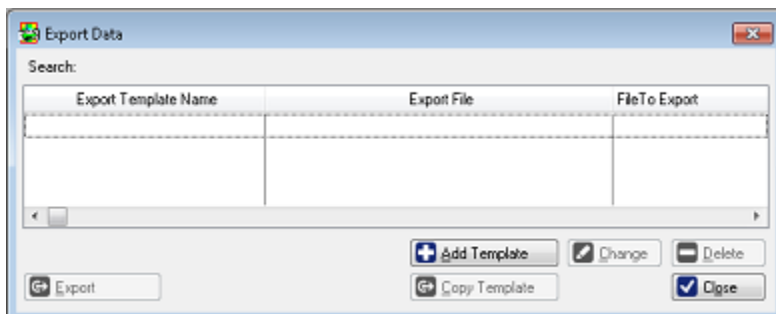 Export Data
Search:
Export Template Name Export File FileTo Export
Add Template Change Delete
Export Copy Template Close